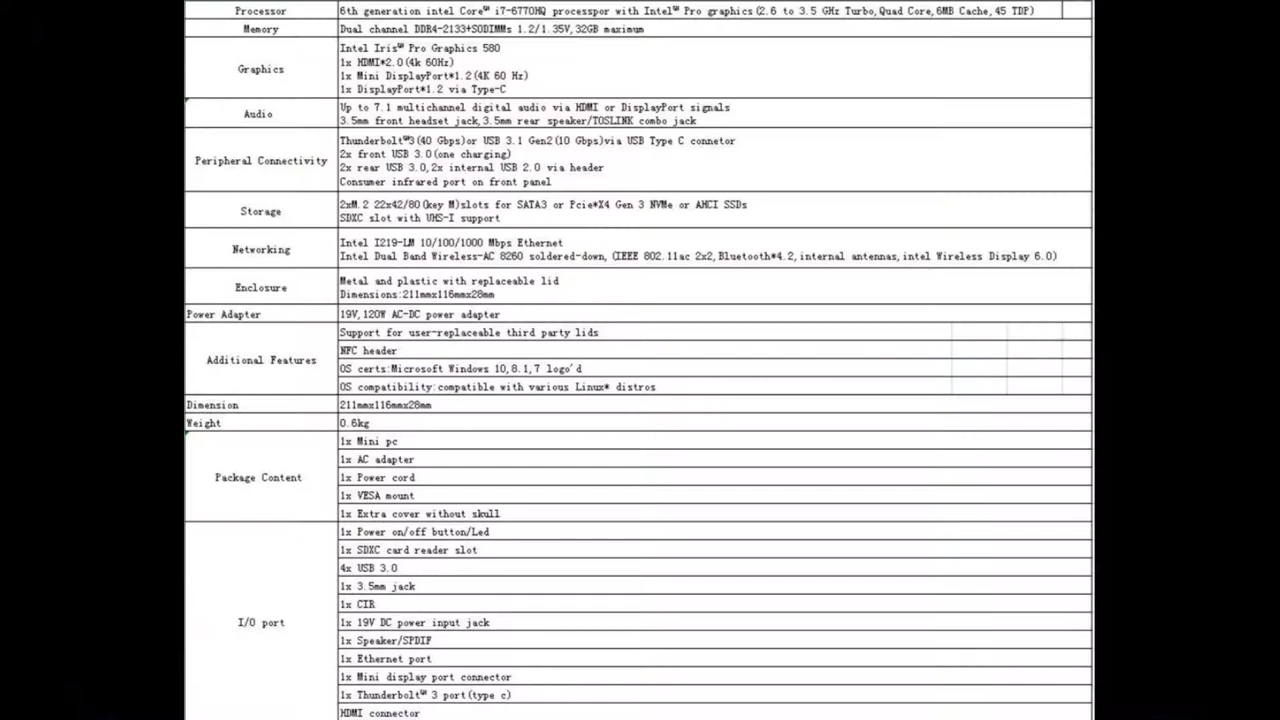 Processor
6th generation intel Core™ i7-6770HQ processpor with Intel™ Pro graphics(2.6 to 3.5 GHz Turbo,Quad Core,6MB Cache,45 TDP)
Memory
Dual channel DDR4-2133+SODIMMs 1.2/1.35V,32GB maximum
Graphics
Intel Iris™ Pro Graphics 580
1x HDMI*2.0(4k 60Hz)
1x Mini DisplayPort*1.2(4K 60 Hz)
1x DisplayPort*1.2 via Type-C
Audio
Up to 7.1 multichannel digital audio via HDMI or DisplayPort signals
3.5mm front headset jack,3.5mm rear speaker/TOSLINK combo jack
Peripheral Connectivity
Thunderbolt™3(40 Gbps)or USB 3.1 Gen2(10 Gbps)via USB Type C connetor
2x front USB 3.0(one charging)
2x rear USB 3.0,2x internal USB 2.0 via header
Consumer infrared port on front panel
Storage
2xM.2 22x42/80(key M)slots for SATA3 or Pcie*X4 Gen 3 NVMe or AHCI SSDs
SDXC slot with UHS-I support
Networking
Intel I219-LM 10/100/1000 Mbps Ethernet
Intel Dual Band Wireless-AC 8260 soldered-down, (IEEE 802.11ac 2x2,Bluetooth*4.2, internal antennas, intel Wireless Display 6.0)
Enclosure
Metal and plastic with replaceable lid
Dimensions:211mmx116mmx28mm
Power Adapter
19V,120W AC-DC power adapter
Additional Features
Support for user-replaceable third party lids
NFC header
OS certs:Microsoft Windows 10,8.1,7 logo'd
OS compatibility:compatible with various Linux* distros
Dimension
211mmx116mmx28mm
Weight
0.6kg
Package Content
1x Mini pc
1x AC adapter
1x Power cord
1x VESA mount
1x Extra cover without skull
I/O port
1x Power on/off button/Led
1x SDXC card reader slot
4x USB 3.0
1x 3.5mm jack
1x CIR
1x 19V DC power input jack
1x Speaker/SPDIF
1x Ethernet port
1x Mini display port connector
1x Thunderbolt™ 3 port(type c)
HDMI connector